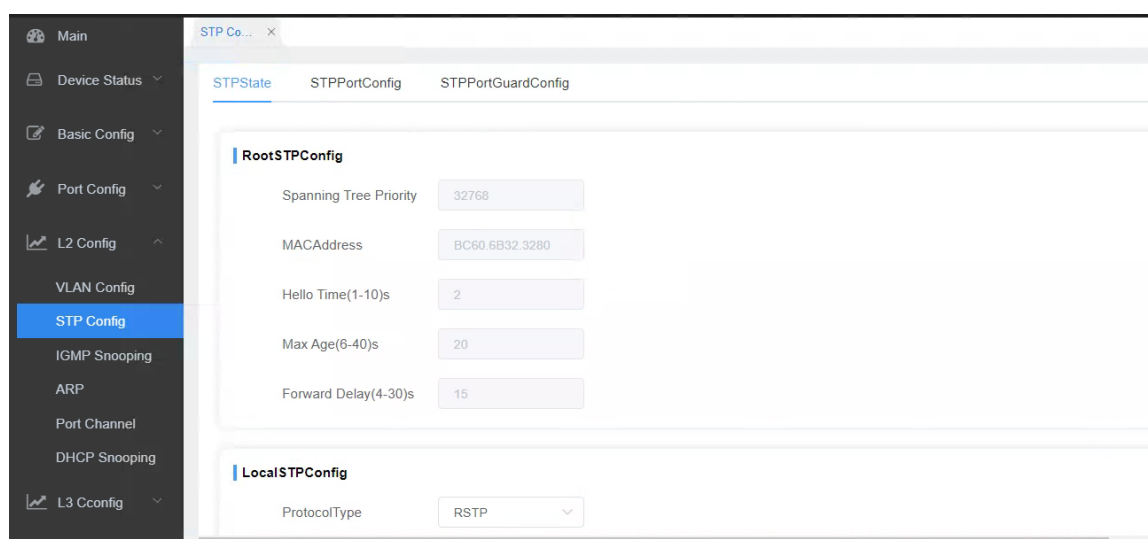 Main
Device Status
Basic Config
Port Config
L2 Config
VLAN Config
STP Config
IGMP Snooping
ARP
Port Channel
DHCP Snooping
L3 Cconfig
STP Co... ×
STPState STPPortConfig STPPortGuardConfig
RootSTPConfig
Spanning Tree Priority 32768
MACAddress BC60.6B32.3280
Hello Time(1-10)s 2
Max Age(6-40)s 20
Forward Delay(4-30)s 15
LocalSTPConfig
ProtocolType RSTP